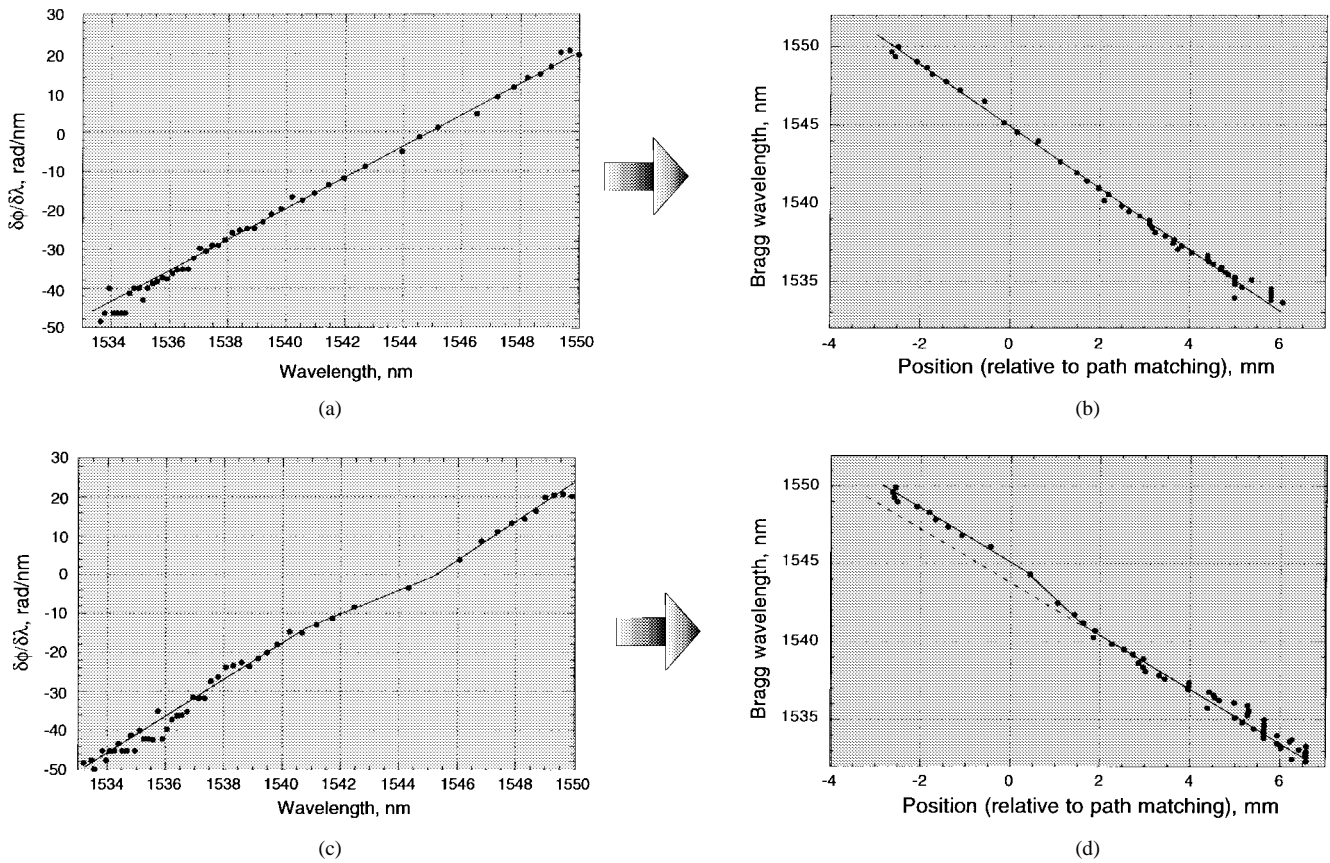 30
20
10
0
-10
-20
-30
-40
-50
δϕ/δλ, rad/nm
1534 1536 1538 1540 1542 1544 1546 1548 1550
Wavelength, nm
(a)
1550
1545
1540
1535
Bragg wavelength, nm
-4 -2 0 2 4 6
Position (relative to path matching), mm
(b)
30
20
10
0
-10
-20
-30
-40
-50
δϕ/δλ, rad/nm
1534 1536 1538 1540 1542 1544 1546 1548 1550
Wavelength, nm
(c)
1550
1545
1540
1535
Bragg wavelength, nm
-4 -2 0 2 4 6
Position (relative to path matching), mm
(d)